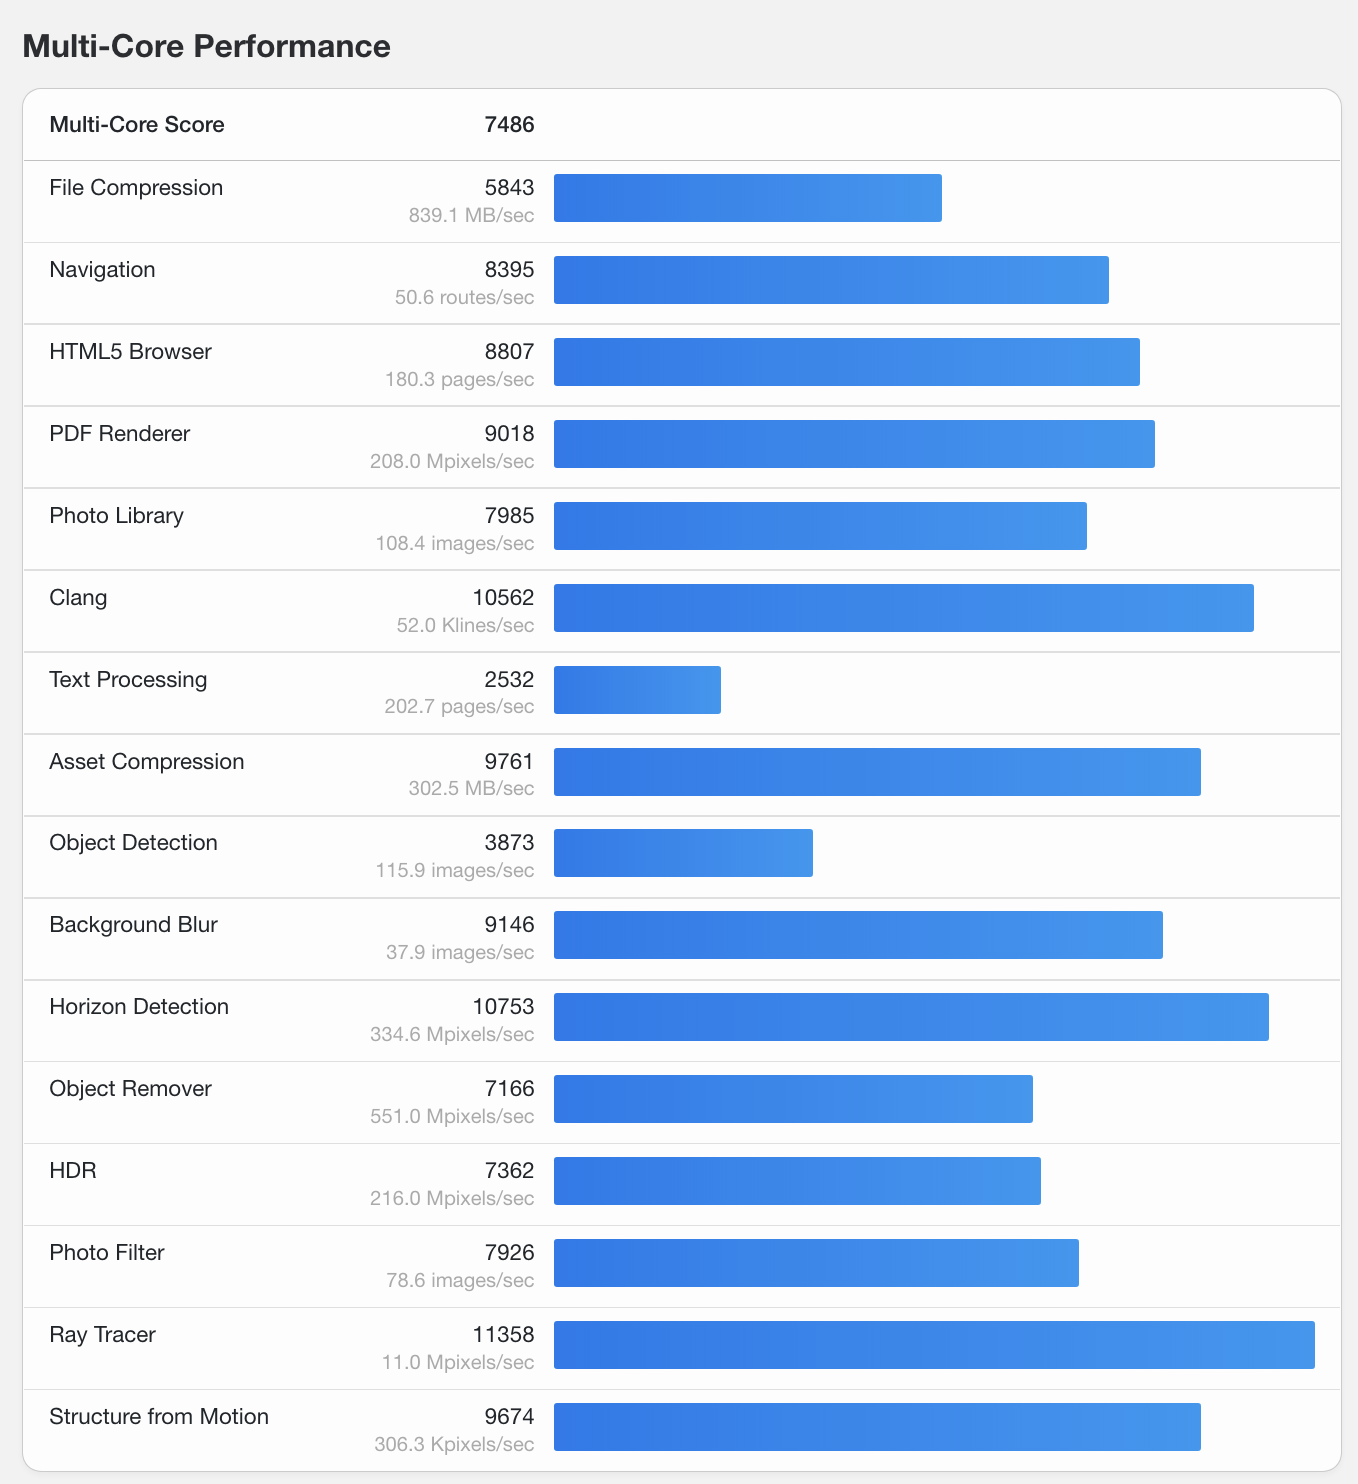 Multi-Core Performance
Multi-Core Score 7486
File Compression 5843
839.1 MB/sec
Navigation 8395
50.6 routes/sec
HTML5 Browser 8807
180.3 pages/sec
PDF Renderer 9018
208.0 Mpixels/sec
Photo Library 7985
108.4 images/sec
Clang 10562
52.0 Klines/sec
Text Processing 2532
202.7 pages/sec
Asset Compression 9761
302.5 MB/sec
Object Detection 3873
115.9 images/sec
Background Blur 9146
37.9 images/sec
Horizon Detection 10753
334.6 Mpixels/sec
Object Remover 7166
551.0 Mpixels/sec
HDR 7362
216.0 Mpixels/sec
Photo Filter 7926
78.6 images/sec
Ray Tracer 11358
11.0 Mpixels/sec
Structure from Motion 9674
306.3 Kpixels/sec